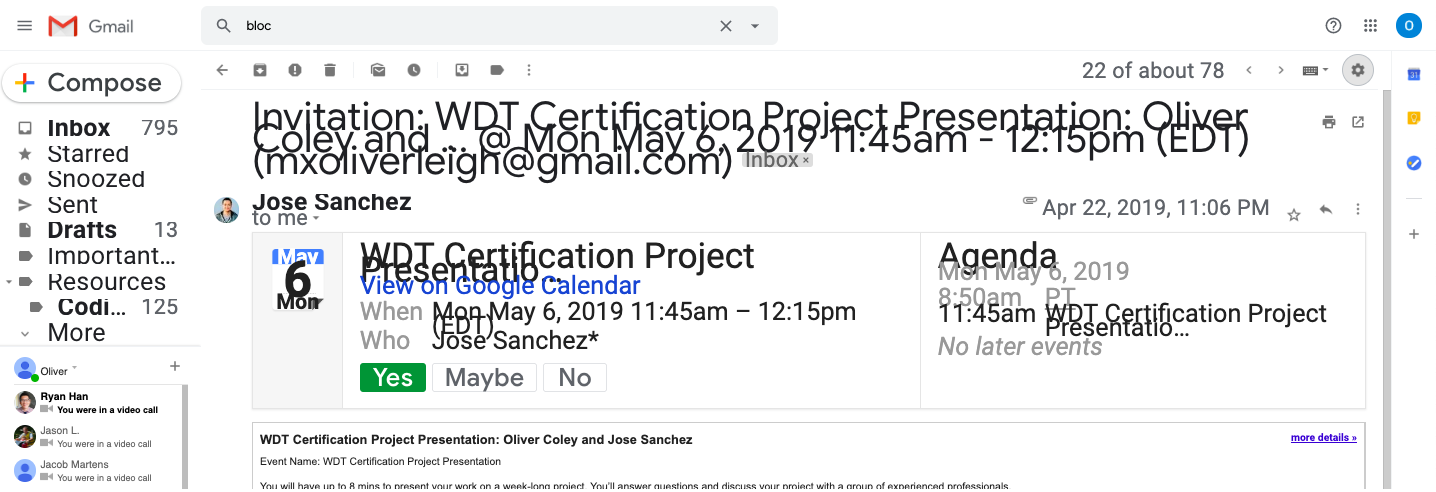 Gmail
bloc
O
Compose
22 of about 78
31
Inbox 795
Starred
Snoozed
Sent
Drafts 13
Important...
Resources
Codi... 125
More
Oliver
Ryan Han
You were in a video call
Jason L.
You were in a video call
Jacob Martens
You were in a video call
Invitation: WDT Certification Project Presentation: Oliver
Coley and ... @ Mon May 6, 2019 11:45am - 12:15pm (EDT)
(mxoliverleigh@gmail.com) Inbox ×
Jose Sanchez
to me
Apr 22, 2019, 11:06 PM
May
6
Mon
WDT Certification Project
Presentatio...
View on Google Calendar
When Mon May 6, 2019 11:45am – 12:15pm
(EDT)
Who Jose Sanchez*
Yes Maybe No
Agenda
Mon May 6, 2019
8:50am PT
11:45am WDT Certification Project
Presentatio...
No later events
WDT Certification Project Presentation: Oliver Coley and Jose Sanchez
more details »
Event Name: WDT Certification Project Presentation
You will have up to 8 mins to present your work on a week-long project. You'll answer questions and discuss your project with a group of experienced professionals.